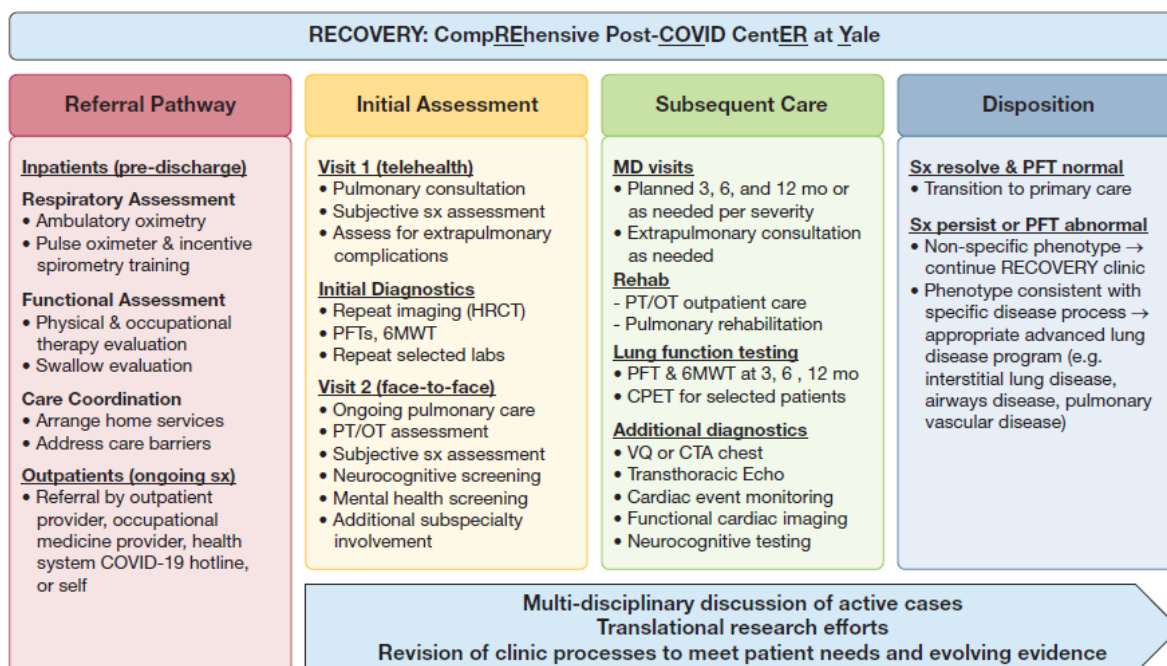 RECOVERY: CompREhensive Post-COVID CentER at Yale
Referral Pathway
Inpatients (pre-discharge)
Respiratory Assessment
• Ambulatory oximetry
• Pulse oximeter & incentive
spirometry training
Functional Assessment
• Physical & occupational
therapy evaluation
• Swallow evaluation
Care Coordination
• Arrange home services
• Address care barriers
Outpatients (ongoing sx)
• Referral by outpatient
provider, occupational
medicine provider, health
system COVID-19 hotline,
or self
Initial Assessment
Visit 1 (telehealth)
• Pulmonary consultation
• Subjective sx assessment
• Assess for extrapulmonary
complications
Initial Diagnostics
• Repeat imaging (HRCT)
• PFTs, 6MWT
• Repeat selected labs
Visit 2 (face-to-face)
• Ongoing pulmonary care
• PT/OT assessment
• Subjective sx assessment
• Neurocognitive screening
• Mental health screening
• Additional subspecialty
involvement
Subsequent Care
MD visits
• Planned 3, 6, and 12 mo or
as needed per severity
• Extrapulmonary consultation
as needed
Rehab
- PT/OT outpatient care
- Pulmonary rehabilitation
Lung function testing
• PFT & 6MWT at 3, 6 , 12 mo
• CPET for selected patients
Additional diagnostics
• VQ or CTA chest
• Transthoracic Echo
• Cardiac event monitoring
• Functional cardiac imaging
• Neurocognitive testing
Disposition
Sx resolve & PFT normal
• Transition to primary care
Sx persist or PFT abnormal
• Non-specific phenotype →
continue RECOVERY clinic
• Phenotype consistent with
specific disease process →
appropriate advanced lung
disease program (e.g.
interstitial lung disease,
airways disease, pulmonary
vascular disease)
Multi-disciplinary discussion of active cases
Translational research efforts
Revision of clinic processes to meet patient needs and evolving evidence